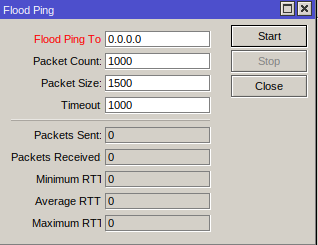 Flood Ping
Flood Ping To 0.0.0.0 Start
Packet Count: 1000 Stop
Packet Size: 1500 Close
Timeout 1000
Packets Sent: 0
Packets Received 0
Minimum RTT 0
Average RTT 0
Maximum RTT 0